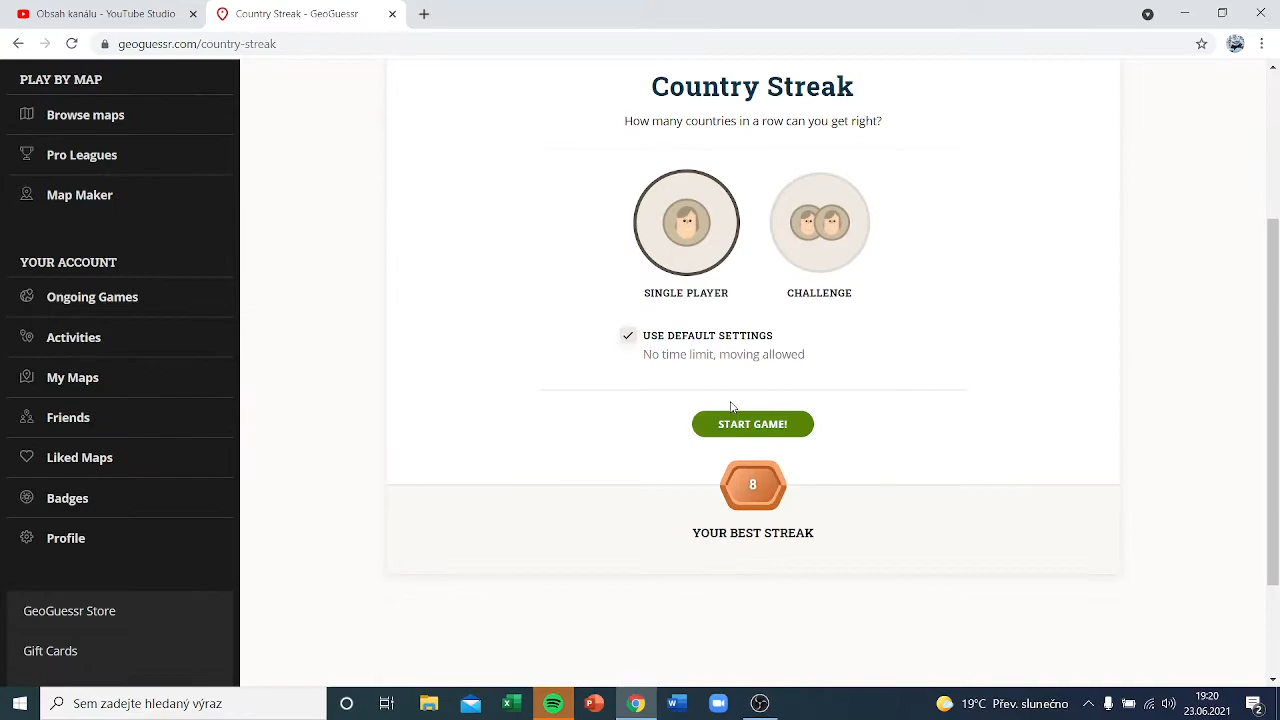 Obsah kanálu - YouTube Studio
Country Streak - GeoGuessr
geoguessr.com/country-streak
PLAY BY MAP
Browse maps
Pro Leagues
Map Maker
YOUR ACCOUNT
Ongoing Games
Activities
My Maps
Friends
Liked Maps
Badges
Profile
GeoGuessr Store
Gift Cards
Country Streak
How many countries in a row can you get right?
SINGLE PLAYER
CHALLENGE
USE DEFAULT SETTINGS
No time limit, moving allowed
START GAME!
8
YOUR BEST STREAK
Sem zadejte hledaný výraz
19°C Přev. slunečno
19:20
23.06.2021
2